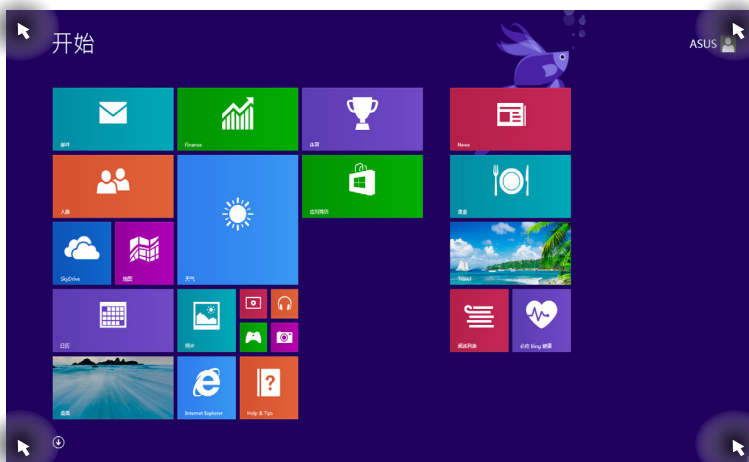 开始
ASUS
邮件
Finance
体育
News
人脉
应用商店
美食
SkyDrive
地图
天气
Travel
日历
照片
阅读列表
必应 Bing 健康
桌面
Internet Explorer
Help & Tips